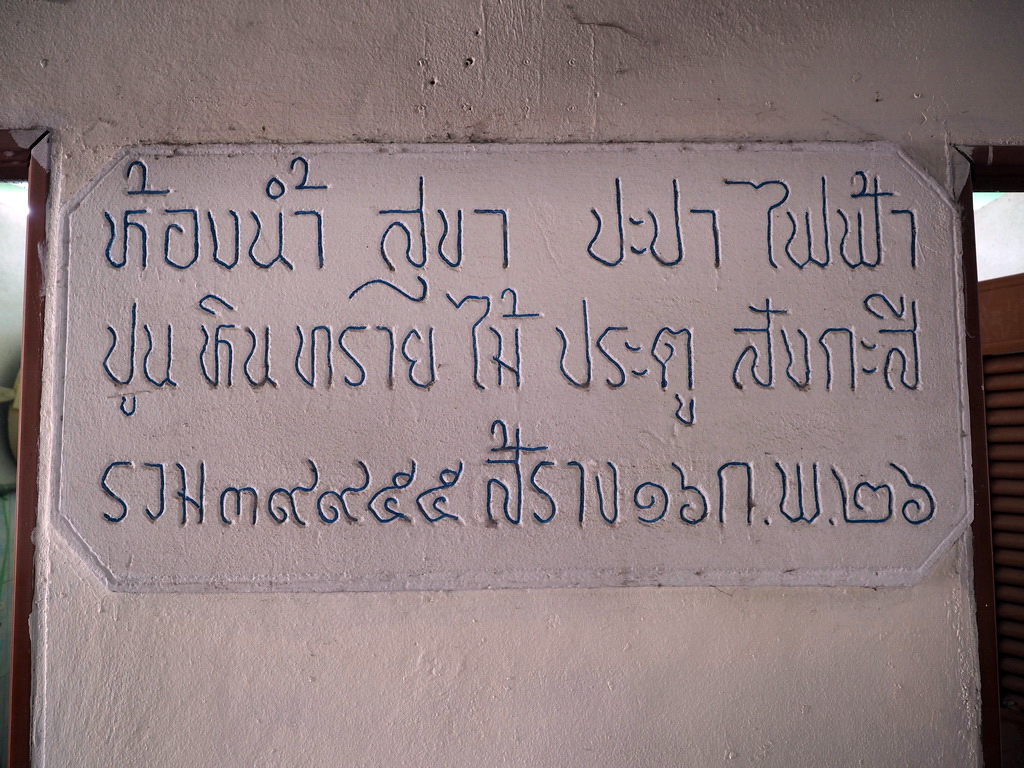 ห้องนำ้ สุขา ปะปา ไฟฟ้า
ปูน หิน ทราย ไม้ ประตู สังกะสี
รวม๓๙๙๕๕ ส้ีราง๑๖ก.พ.๒๖